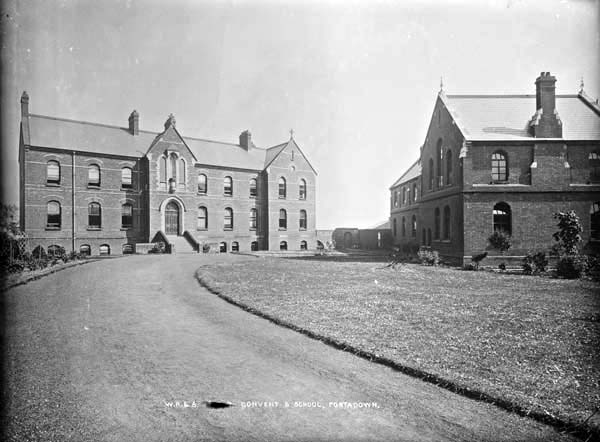 W.R.& S. CONVENT & SCHOOL, PORTADOWN.